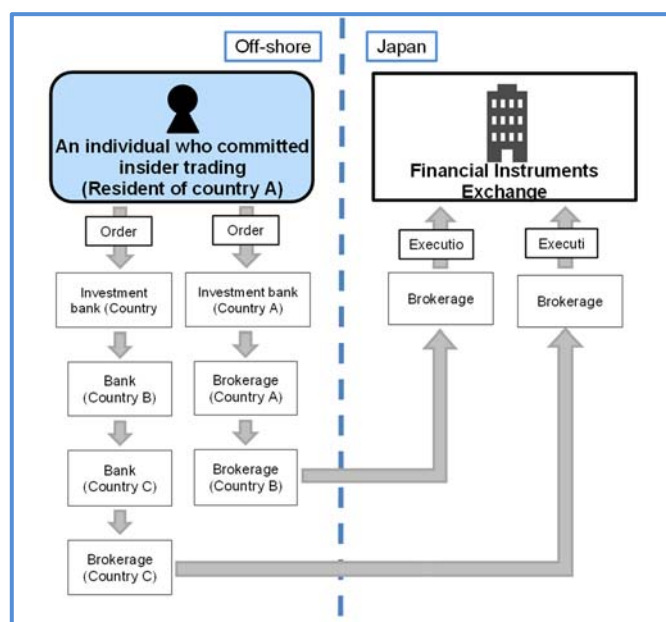 Off-shore
Japan
An individual who committed
insider trading
(Resident of country A)
Financial Instruments
Exchange
Order
Order
Executio
Executi
Investment
bank (Country
Investment bank
(Country A)
Brokerage
Brokerage
Bank
(Country B)
Brokerage
(Country A)
Bank
(Country C)
Brokerage
(Country B)
Brokerage
(Country C)